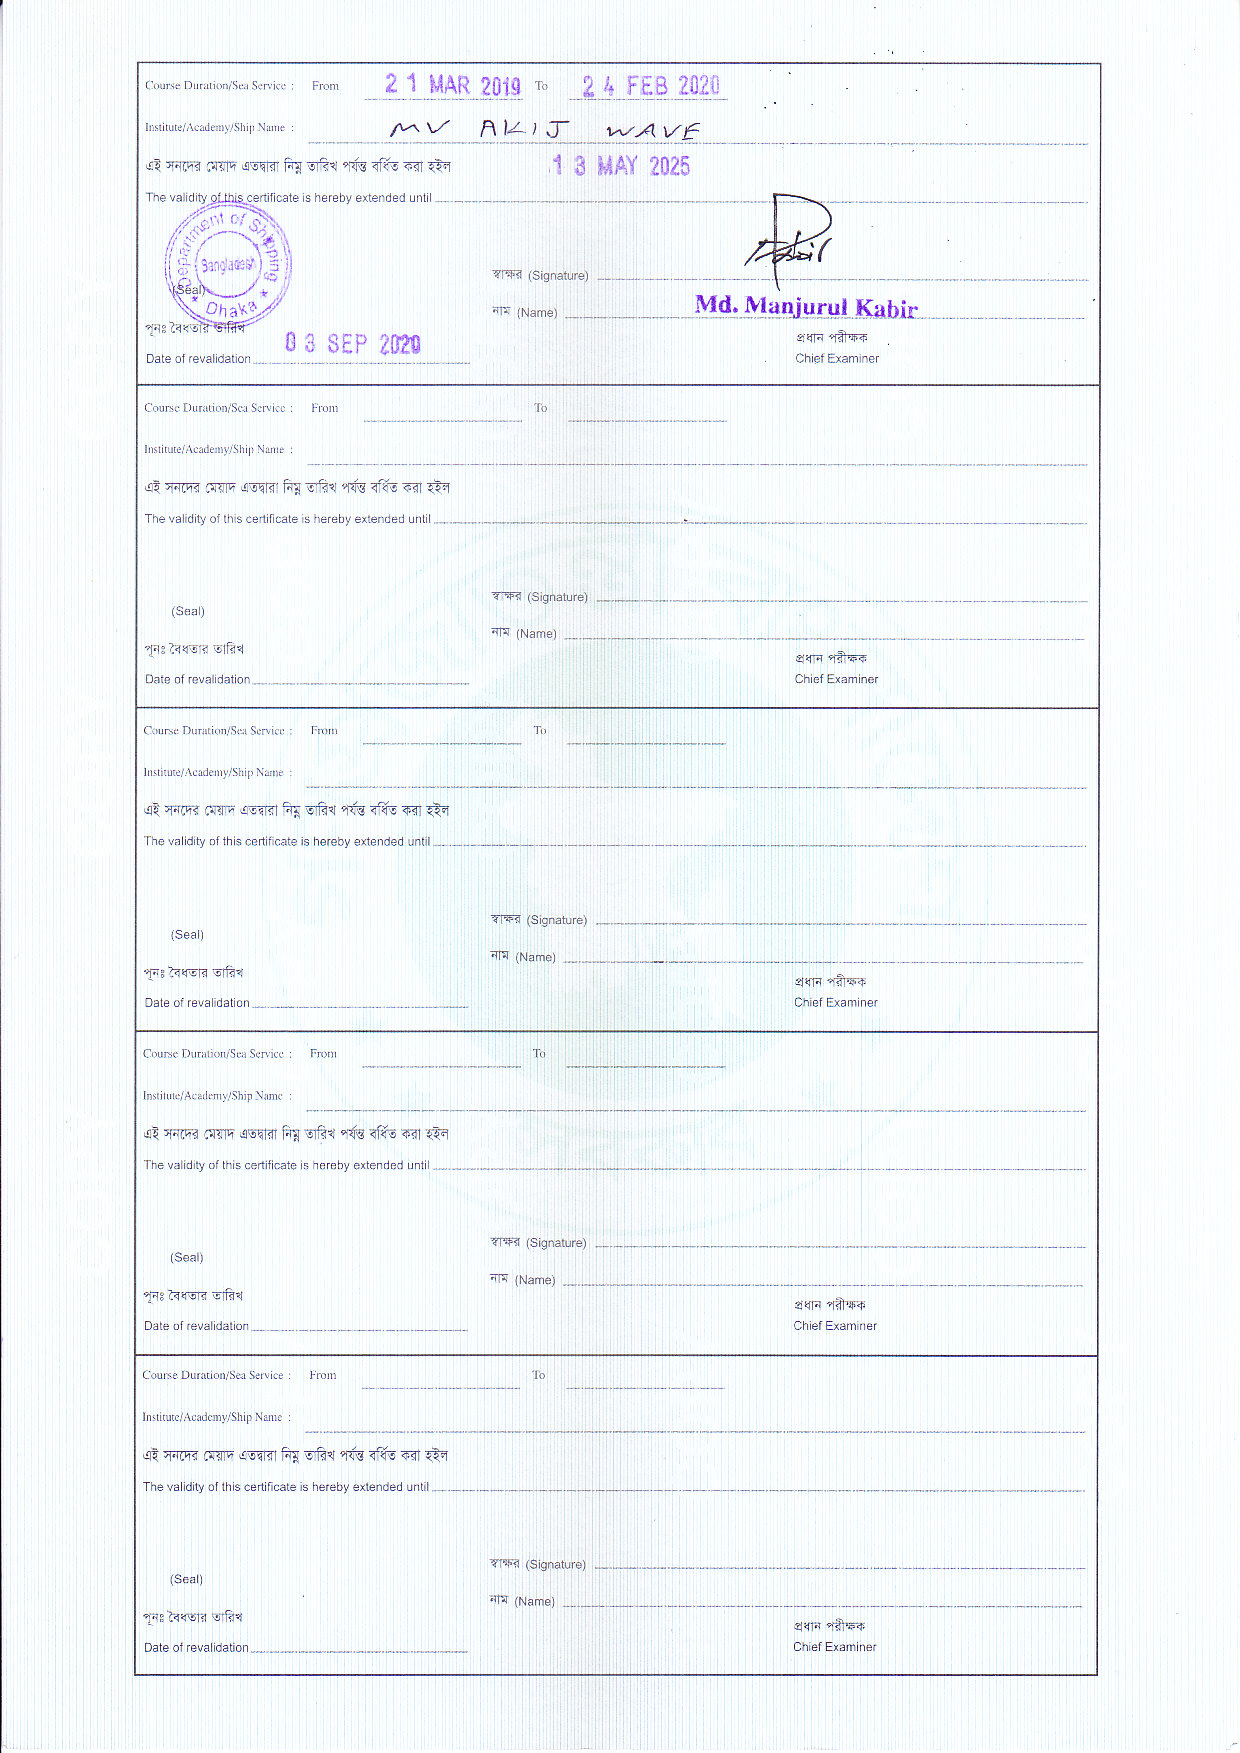 Course Duration/Sea Service : From 21 MAR 2019 To 24 FEB 2020
Institute/Academy/Ship Name : MV AKIJ WAVE
এই সনদের মেয়াদ এতদ্বারা নিম্ন তারিখ পর্যন্ত বর্ধিত করা হইল 13 MAY 2025
The validity of this certificate is hereby extended until
Department of Shipping
Bangladesh
Dhaka
স্বাক্ষর (Signature)
(Seal)
নাম (Name) Md. Manjurul Kabir
পূনঃ বৈধতার তারিখ
প্রধান পরীক্ষক
Date of revalidation 03 SEP 2020
Chief Examiner
Course Duration/Sea Service : From To
Institute/Academy/Ship Name :
এই সনদের মেয়াদ এতদ্বারা নিম্ন তারিখ পর্যন্ত বর্ধিত করা হইল
The validity of this certificate is hereby extended until
স্বাক্ষর (Signature)
(Seal)
নাম (Name)
পূনঃ বৈধতার তারিখ
প্রধান পরীক্ষক
Date of revalidation
Chief Examiner
Course Duration/Sea Service : From To
Institute/Academy/Ship Name :
এই সনদের মেয়াদ এতদ্বারা নিম্ন তারিখ পর্যন্ত বর্ধিত করা হইল
The validity of this certificate is hereby extended until
স্বাক্ষর (Signature)
(Seal)
নাম (Name)
পূনঃ বৈধতার তারিখ
প্রধান পরীক্ষক
Date of revalidation
Chief Examiner
Course Duration/Sea Service : From To
Institute/Academy/Ship Name :
এই সনদের মেয়াদ এতদ্বারা নিম্ন তারিখ পর্যন্ত বর্ধিত করা হইল
The validity of this certificate is hereby extended until
স্বাক্ষর (Signature)
(Seal)
নাম (Name)
পূনঃ বৈধতার তারিখ
প্রধান পরীক্ষক
Date of revalidation
Chief Examiner
Course Duration/Sea Service : From To
Institute/Academy/Ship Name :
এই সনদের মেয়াদ এতদ্বারা নিম্ন তারিখ পর্যন্ত বর্ধিত করা হইল
The validity of this certificate is hereby extended until
স্বাক্ষর (Signature)
(Seal)
নাম (Name)
পূনঃ বৈধতার তারিখ
প্রধান পরীক্ষক
Date of revalidation
Chief Examiner